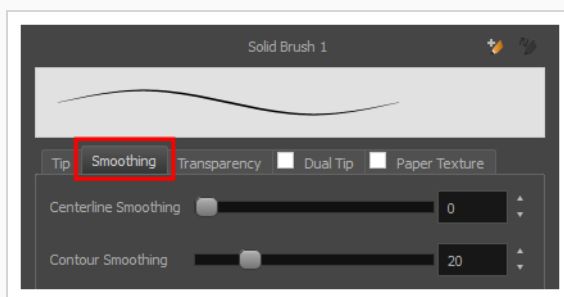 Solid Brush 1
Tip Smoothing Transparency Dual Tip Paper Texture
Centerline Smoothing 0
Contour Smoothing 20